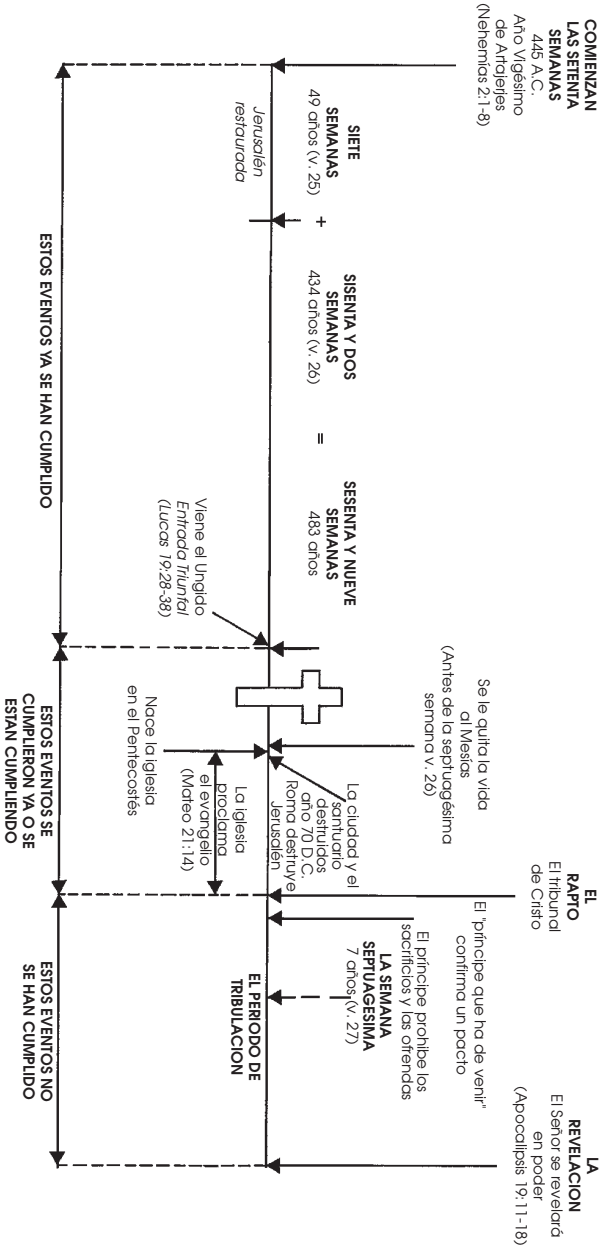 COMIENZAN
LAS SETENTA
SEMANAS
445 A.C.
Año Vigésimo
de Artajerjes
(Nehemías 2:1-8)
SIETE
SEMANAS
49 años (v. 25)
+
SISENTA Y DOS
SEMANAS
434 años (v. 26)
=
SESENTA Y NUEVE
SEMANAS
483 años
Jerusalén
restaurada
Viene el Ungido
Entrada Triunfal
(Lucas 19:28-38)
Se le quita la vida
al Mesías
(Antes de la septuagésima
semana v. 26)
La ciudad y el
santuario
destruidos
año 70 D.C.
Roma destruye
Jerusalén
Nace la iglesia
en el Pentecostés
La iglesia
proclama
el evangelio
(Mateo 21:14)
EL
RAPTO
El tribunal
de Cristo
El "príncipe que ha de venir"
confirma un pacto
El príncipe prohibe los
sacrificios y las ofrendas
LA SEMANA
SEPTUAGESIMA
7 años (v. 27)
EL PERIODO DE
TRIBULACION
LA
REVELACION
El Señor se revelará
en poder
(Apocalipsis 19:11-18)
ESTOS EVENTOS YA SE HAN CUMPLIDO
ESTOS EVENTOS SE
CUMPLIERON YA O SE
ESTAN CUMPLIENDO
ESTOS EVENTOS NO
SE HAN CUMPLIDO